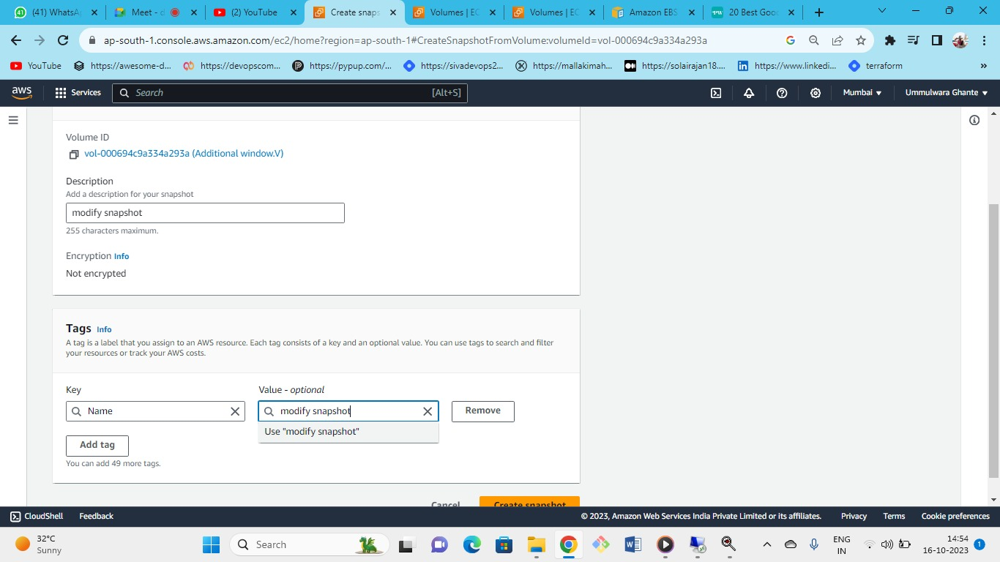 (41) WhatsA
Meet - d
(2) YouTube
Create snaps
Volumes | EC
Volumes | EC
Amazon EBS
PW
20 Best Goo
ap-south-1.console.aws.amazon.com/ec2/home?region=ap-south-1#CreateSnapshotFromVolume:volumeId=vol-000694c9a334a293a
YouTube
https://awesome-d...
https://devopscom...
https://pypup.com/...
https://sivadevops2...
https://mallakimah...
https://solairajan18....
https://www.linkedi...
terraform
aws
Services
Search
[Alt+S]
Mumbai
Ummulwara Ghante
Volume ID
vol-000694c9a334a293a (Additional window.V)
Description
Add a description for your snapshot
modify snapshot
255 characters maximum.
Encryption Info
Not encrypted
Tags Info
A tag is a label that you assign to an AWS resource. Each tag consists of a key and an optional value. You can use tags to search and filter
your resources or track your AWS costs.
Key
Value - optional
Name
modify snapshot
Remove
Use "modify snapshot"
Add tag
You can add 49 more tags.
Cancel
Create snapshot
CloudShell
Feedback
© 2023, Amazon Web Services India Private Limited or its affiliates.
Privacy
Terms
Cookie preferences
32°C
Sunny
Search
ENG
IN
14:54
16-10-2023
1